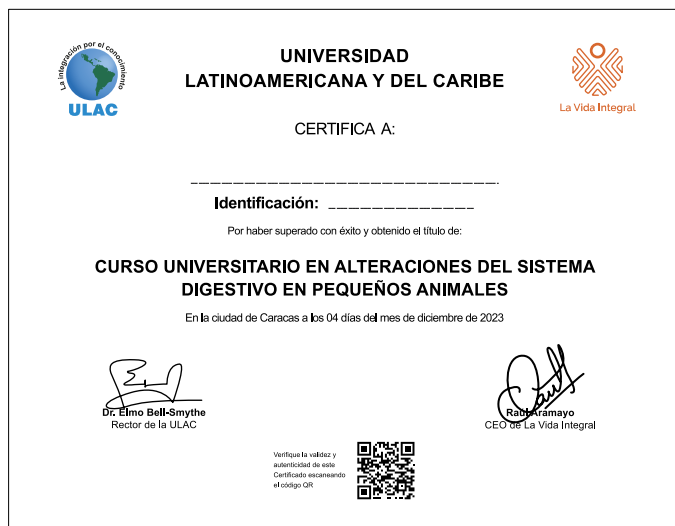 La integración por el conocimiento
ULAC
UNIVERSIDAD
LATINOAMERICANA Y DEL CARIBE
La Vida Integral
CERTIFICA A:
Identificación:
Por haber superado con éxito y obtenido el título de:
CURSO UNIVERSITARIO EN ALTERACIONES DEL SISTEMA
DIGESTIVO EN PEQUEÑOS ANIMALES
En la ciudad de Caracas a los 04 días del mes de diciembre de 2023
Dr. Elmo Bell-Smythe
Rector de la ULAC
Raúl Aramayo
CEO de La Vida Integral
Verifique la validez y
autenticidad de este
Certificado escaneando
el código QR